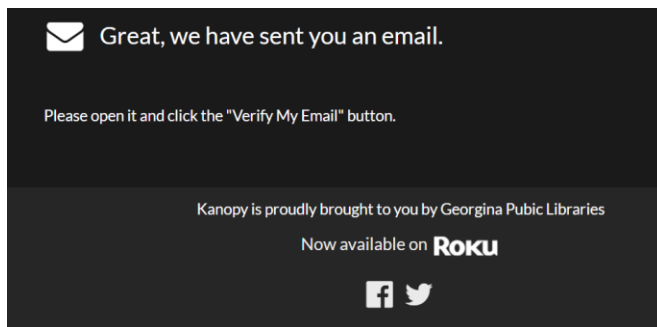 Great, we have sent you an email.
Please open it and click the "Verify My Email" button.
Kanopy is proudly brought to you by Georgina Pubic Libraries
Now available on ROKU